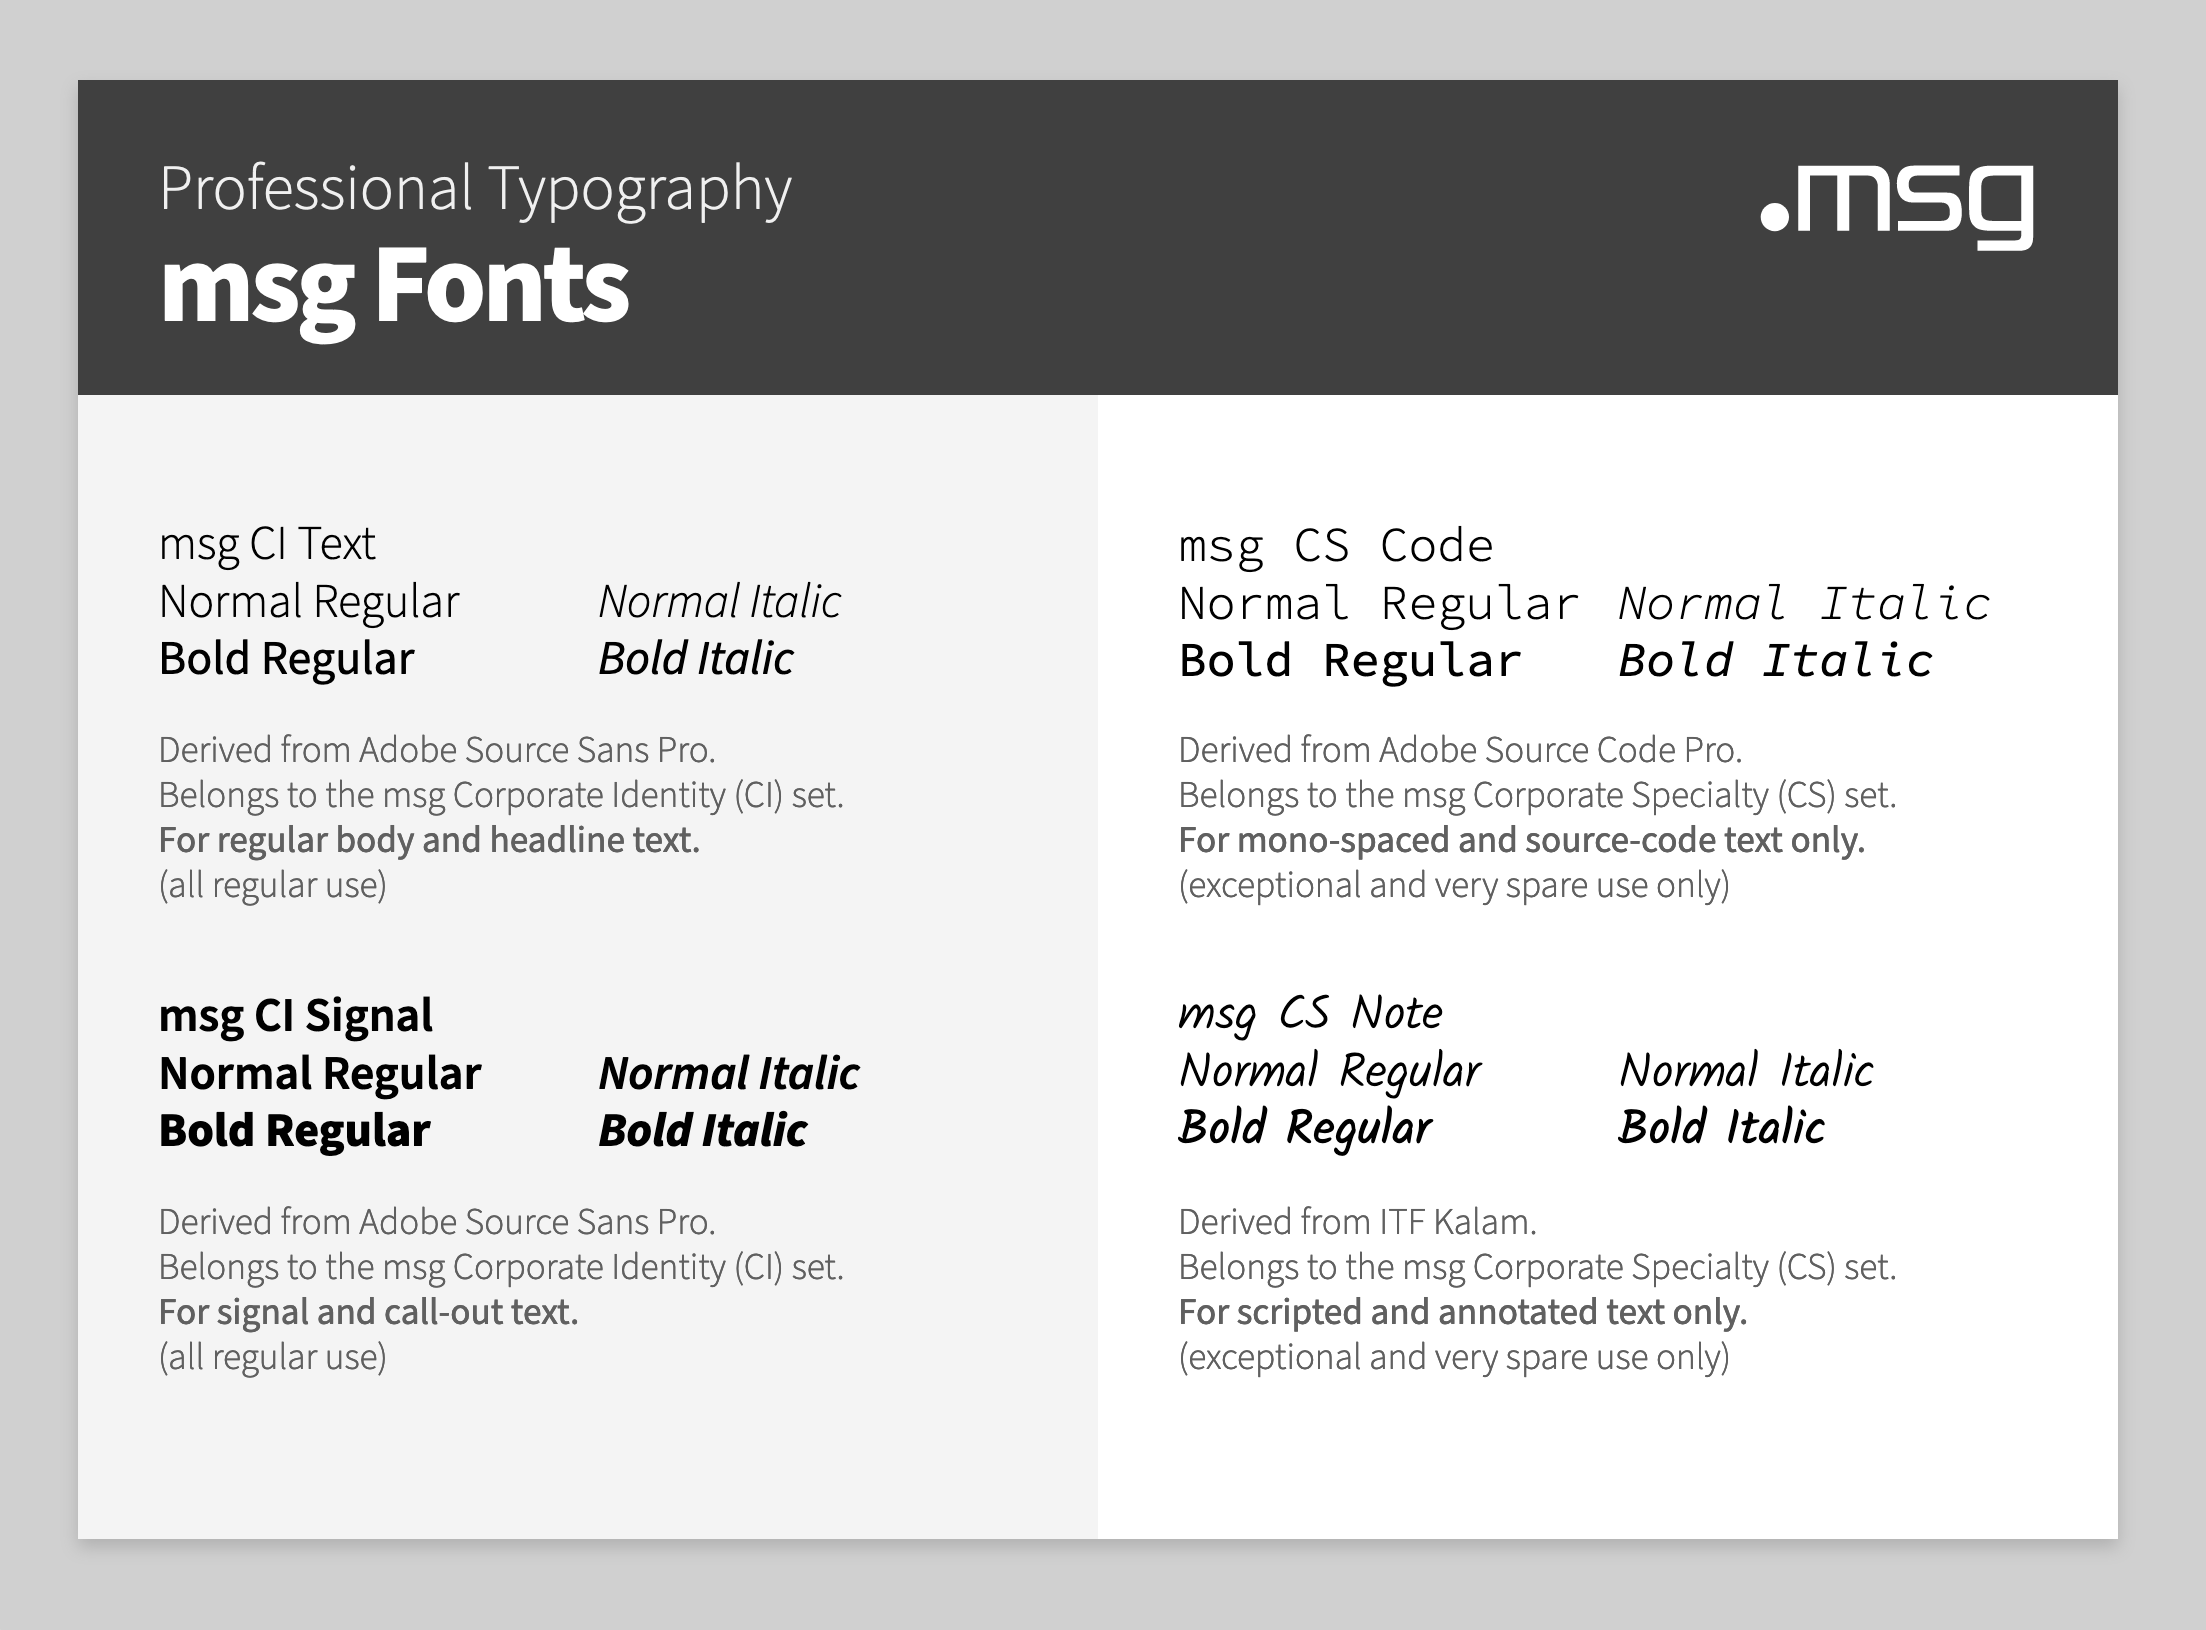 Professional Typography
msg Fonts
.msg
msg CI Text
Normal Regular Normal Italic
Bold Regular Bold Italic
Derived from Adobe Source Sans Pro.
Belongs to the msg Corporate Identity (CI) set.
For regular body and headline text.
(all regular use)
msg CI Signal
Normal Regular Normal Italic
Bold Regular Bold Italic
Derived from Adobe Source Sans Pro.
Belongs to the msg Corporate Identity (CI) set.
For signal and call-out text.
(all regular use)
msg CS Code
Normal Regular Normal Italic
Bold Regular Bold Italic
Derived from Adobe Source Code Pro.
Belongs to the msg Corporate Specialty (CS) set.
For mono-spaced and source-code text only.
(exceptional and very spare use only)
msg CS Note
Normal Regular Normal Italic
Bold Regular Bold Italic
Derived from ITF Kalam.
Belongs to the msg Corporate Specialty (CS) set.
For scripted and annotated text only.
(exceptional and very spare use only)